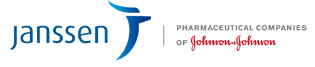 janssen
PHARMACEUTICAL COMPANIES
OF Johnson & Johnson